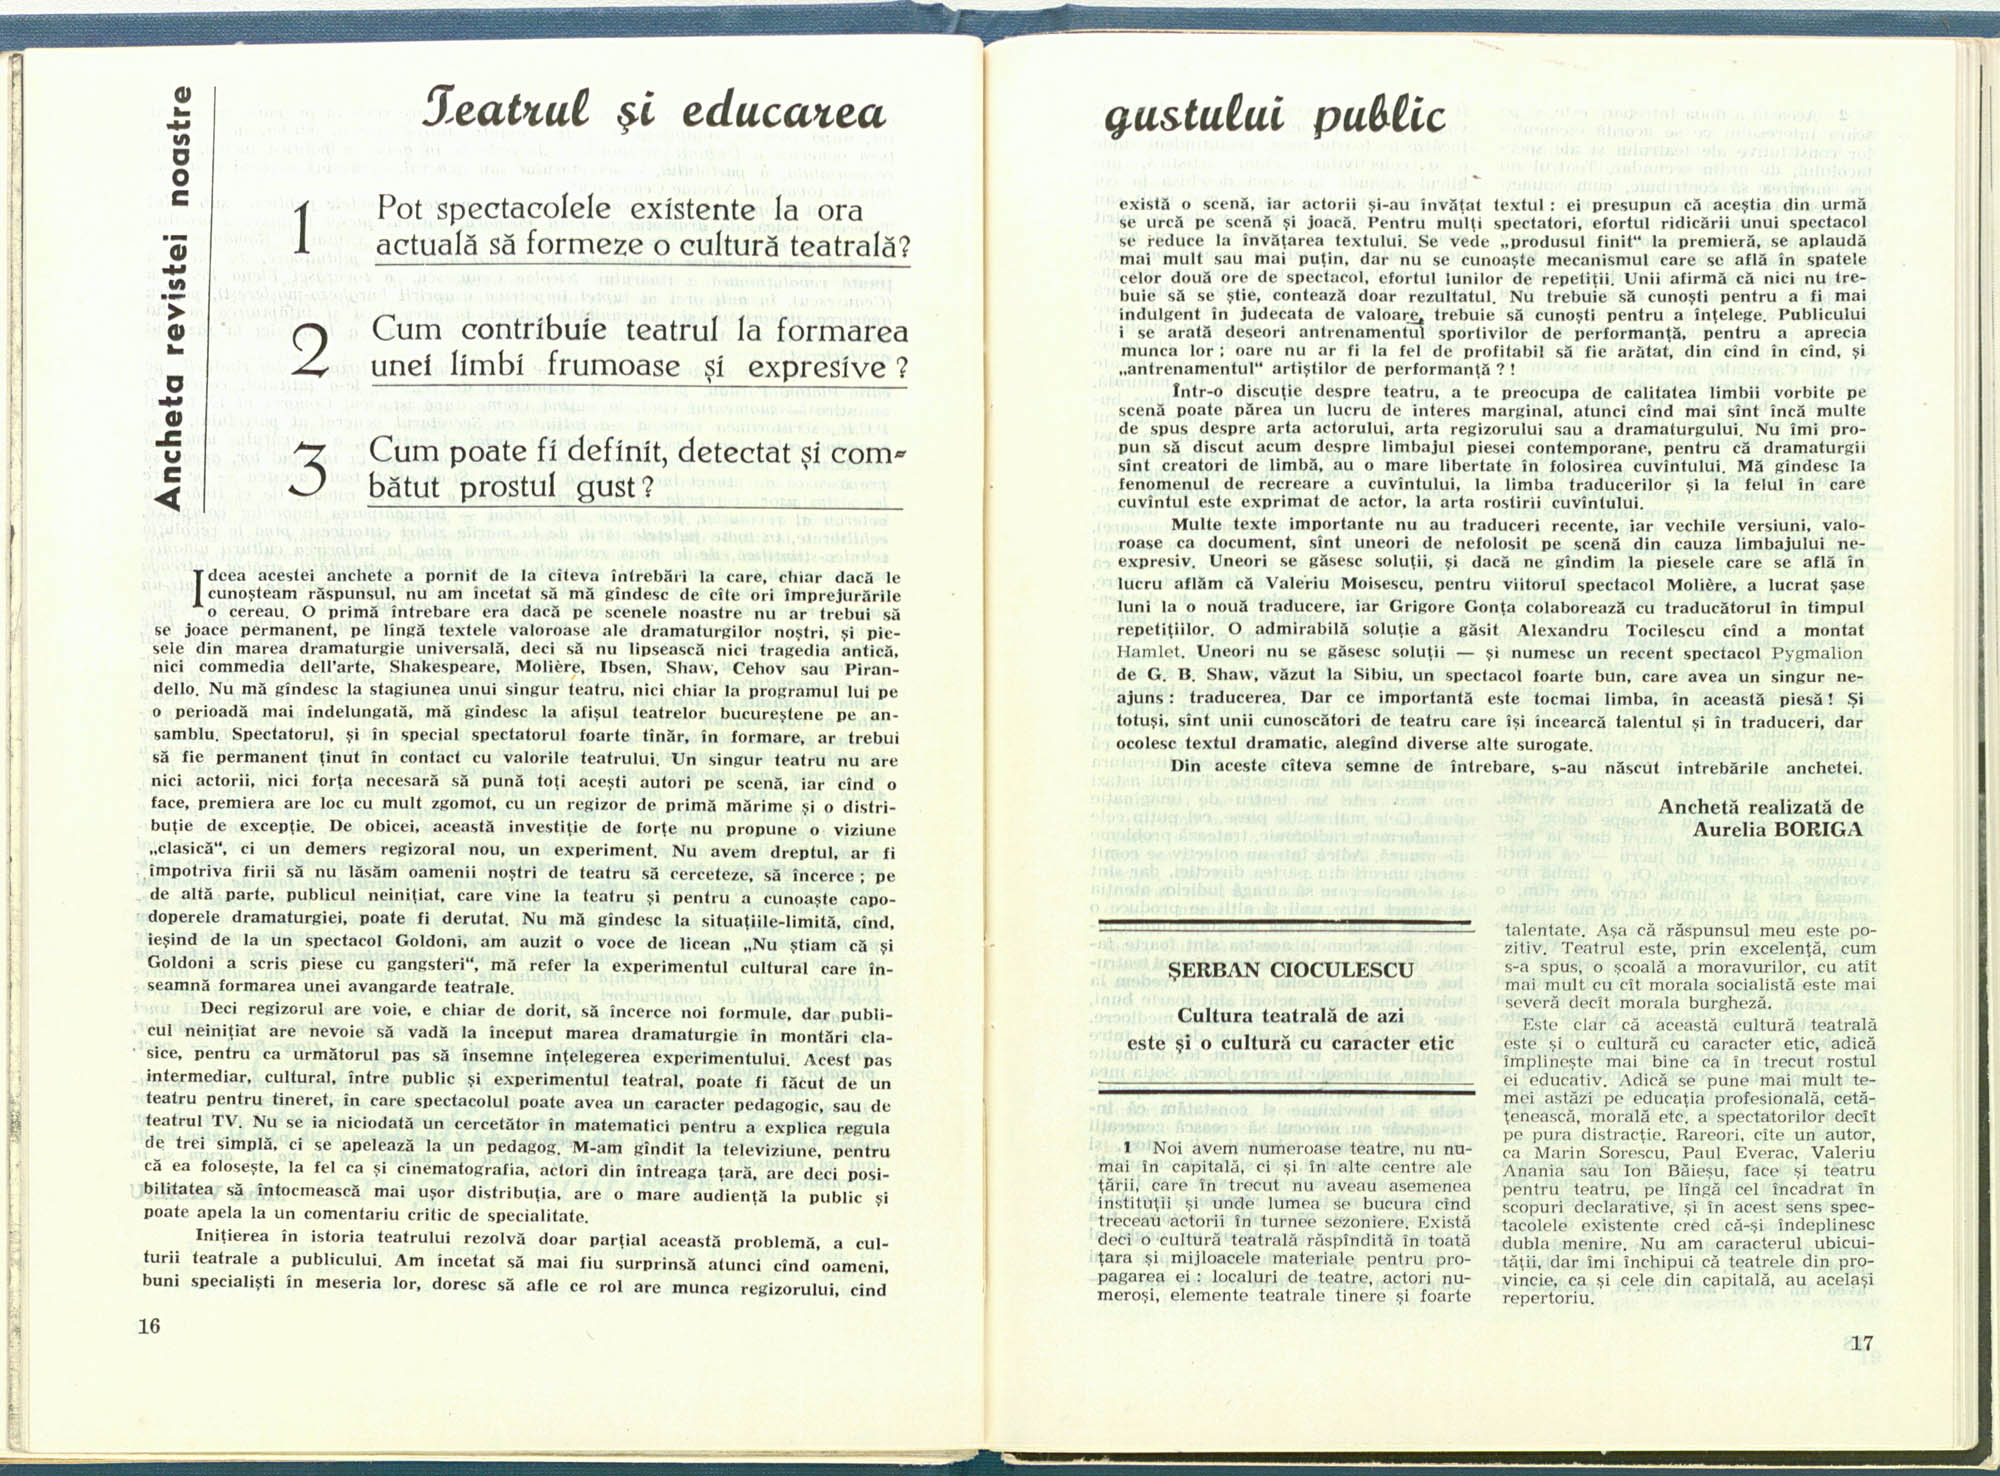 Ancheta revistei noastre
Teatrul şi educarea
1 Pot spectacolele existente la ora
actuală să formeze o cultură teatrală?
2 Cum contribuie teatrul la formarea
unei limbi frumoase şi expresive ?
3 Cum poate fi definit, detectat şi com-
bătut prostul gust ?
Ideea acestei anchete a pornit de la cîteva întrebări la care, chiar dacă le
cunoşteam răspunsul, nu am încetat să mă gîndesc de cîte ori împrejurările
o cereau. O primă întrebare era dacă pe scenele noastre nu ar trebui să
se joace permanent, pe lîngă textele valoroase ale dramaturgilor noştri, şi pie-
sele din marea dramaturgie universală, deci să nu lipsească nici tragedia antică,
nici commedia dell'arte, Shakespeare, Molière, Ibsen, Shaw, Cehov sau Piran-
dello. Nu mă gîndesc la stagiunea unui singur teatru, nici chiar la programul lui pe
o perioadă mai îndelungată, mă gîndesc la afişul teatrelor bucureştene pe an-
samblu. Spectatorul, şi în special spectatorul foarte tînăr, în formare, ar trebui
să fie permanent ţinut în contact cu valorile teatrului. Un singur teatru nu are
nici actorii, nici forţa necesară să pună toţi aceşti autori pe scenă, iar cînd o
face, premiera are loc cu mult zgomot, cu un regizor de primă mărime şi o distri-
buţie de excepţie. De obicei, această investiţie de forţe nu propune o viziune
„clasică“, ci un demers regizoral nou, un experiment. Nu avem dreptul, ar fi
împotriva firii să nu lăsăm oamenii noştri de teatru să cerceteze, să încerce ; pe
de altă parte, publicul neiniţiat, care vine la teatru şi pentru a cunoaşte capo-
doperele dramaturgiei, poate fi derutat. Nu mă gîndesc la situaţiile-limită, cînd,
ieşind de la un spectacol Goldoni, am auzit o voce de licean „Nu ştiam că şi
Goldoni a scris piese cu gangsteri“, mă refer la experimentul cultural care în-
seamnă formarea unei avangarde teatrale.
Deci regizorul are voie, e chiar de dorit, să încerce noi formule, dar publi-
cul neiniţiat are nevoie să vadă la început marea dramaturgie în montări cla-
sice, pentru ca următorul pas să însemne înţelegerea experimentului. Acest pas
intermediar, cultural, între public şi experimentul teatral, poate fi făcut de un
teatru pentru tineret, în care spectacolul poate avea un caracter pedagogic, sau de
teatrul TV. Nu se ia niciodată un cercetător în matematici pentru a explica regula
de trei simplă, ci se apelează la un pedagog. M-am gîndit la televiziune, pentru
că ea foloseşte, la fel ca şi cinematografia, actori din întreaga ţară, are deci posi-
bilitatea să întocmească mai uşor distribuţia, are o mare audienţă la public şi
poate apela la un comentariu critic de specialitate.
Iniţierea în istoria teatrului rezolvă doar parţial această problemă, a cul-
turii teatrale a publicului. Am încetat să mai fiu surprinsă atunci cînd oameni,
buni specialişti în meseria lor, doresc să afle ce rol are munca regizorului, cind
16
gustului public
există o scenă, iar actorii şi-au învăţat textul : ei presupun că aceştia din urmă
se urcă pe scenă şi joacă. Pentru mulţi spectatori, efortul ridicării unui spectacol
se reduce la învăţarea textului. Se vede „produsul finit“ la premieră, se aplaudă
mai mult sau mai puţin, dar nu se cunoaşte mecanismul care se află în spatele
celor două ore de spectacol, efortul lunilor de repetiţii. Unii afirmă că nici nu tre-
buie să se ştie, contează doar rezultatul. Nu trebuie să cunoşti pentru a fi mai
indulgent în judecata de valoare, trebuie să cunoşti pentru a înţelege. Publicului
i se arată deseori antrenamentul sportivilor de performanţă, pentru a aprecia
munca lor ; oare nu ar fi la fel de profitabil să fie arătat, din cînd în cînd, şi
„antrenamentul“ artiştilor de performanţă ? !
Într-o discuţie despre teatru, a te preocupa de calitatea limbii vorbite pe
scenă poate părea un lucru de interes marginal, atunci cînd mai sînt încă multe
de spus despre arta actorului, arta regizorului sau a dramaturgului. Nu îmi pro-
pun să discut acum despre limbajul piesei contemporane, pentru că dramaturgii
sînt creatori de limbă, au o mare libertate în folosirea cuvîntului. Mă gîndesc la
fenomenul de recreare a cuvîntului, la limba traducerilor şi la felul în care
cuvîntul este exprimat de actor, la arta rostirii cuvîntului.
Multe texte importante nu au traduceri recente, iar vechile versiuni, valo-
roase ca document, sînt uneori de nefolosit pe scenă din cauza limbajului ne-
expresiv. Uneori se găsesc soluţii, şi dacă ne gîndim la piesele care se află în
lucru aflăm că Valeriu Moisescu, pentru viitorul spectacol Molière, a lucrat şase
luni la o nouă traducere, iar Grigore Gonţa colaborează cu traducătorul în timpul
repetiţiilor. O admirabilă soluţie a găsit Alexandru Tocilescu cînd a montat
Hamlet. Uneori nu se găsesc soluţii — şi numesc un recent spectacol Pygmalion
de G. B. Shaw, văzut la Sibiu, un spectacol foarte bun, care avea un singur ne-
ajuns : traducerea. Dar ce importantă este tocmai limba, în această piesă ! Şi
totuşi, sînt unii cunoscători de teatru care îşi încearcă talentul şi în traduceri, dar
ocolesc textul dramatic, alegînd diverse alte surogate.
Din aceste cîteva semne de întrebare, s-au născut întrebările anchetei.
Anchetă realizată de
Aurelia BORIGA
ŞERBAN CIOCULESCU
Cultura teatrală de azi
este şi o cultură cu caracter etic
1 Noi avem numeroase teatre, nu nu-
mai în capitală, ci şi în alte centre ale
ţării, care în trecut nu aveau asemenea
instituţii şi unde lumea se bucura cînd
treceau actorii în turnee sezoniere. Există
deci o cultură teatrală răspîndită în toată
ţara şi mijloacele materiale pentru pro-
pagarea ei : localuri de teatre, actori nu-
meroşi, elemente teatrale tinere şi foarte
talentate. Aşa că răspunsul meu este po-
zitiv. Teatrul este, prin excelenţă, cum
s-a spus, o şcoală a moravurilor, cu atît
mai mult cu cît morala socialistă este mai
severă decît morala burgheză.
Este clar că această cultură teatrală
este şi o cultură cu caracter etic, adică
împlineşte mai bine ca în trecut rostul
ei educativ. Adică se pune mai mult te-
mei astăzi pe educaţia profesională, cetă-
ţenească, morală etc. a spectatorilor decît
pe pura distracţie. Rareori, cîte un autor,
ca Marin Sorescu, Paul Everac, Valeriu
Anania sau Ion Băieşu, face şi teatru
pentru teatru, pe lîngă cel încadrat în
scopuri declarative, şi în acest sens spec-
tacolele existente cred că-şi îndeplinesc
dubla menire. Nu am caracterul ubicui-
tăţii, dar îmi închipui că teatrele din pro-
vincie, ca şi cele din capitală, au acelaşi
repertoriu.
17